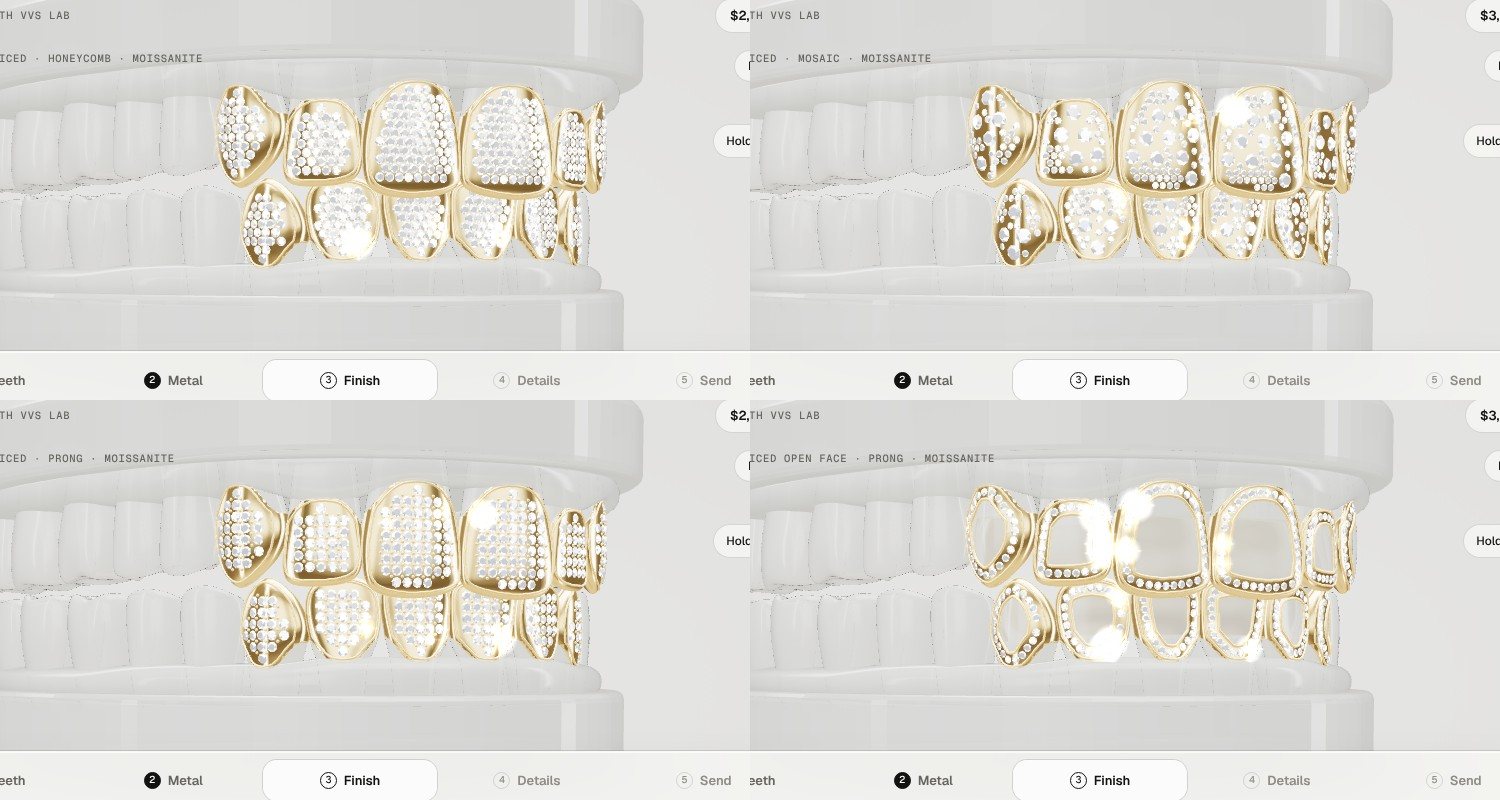 TH VVS LAB
$2,
ICED · HONEYCOMB · MOISSANITE
Hold
eeth
2 Metal
3 Finish
4 Details
5 Send
TH VVS LAB
$3,
ICED · MOSAIC · MOISSANITE
Hold
eeth
2 Metal
3 Finish
4 Details
5 Send
TH VVS LAB
$2,
ICED · PRONG · MOISSANITE
Hold
eeth
2 Metal
3 Finish
4 Details
5 Send
TH VVS LAB
$3,
ICED OPEN FACE · PRONG · MOISSANITE
Hold
eeth
2 Metal
3 Finish
4 Details
5 Send